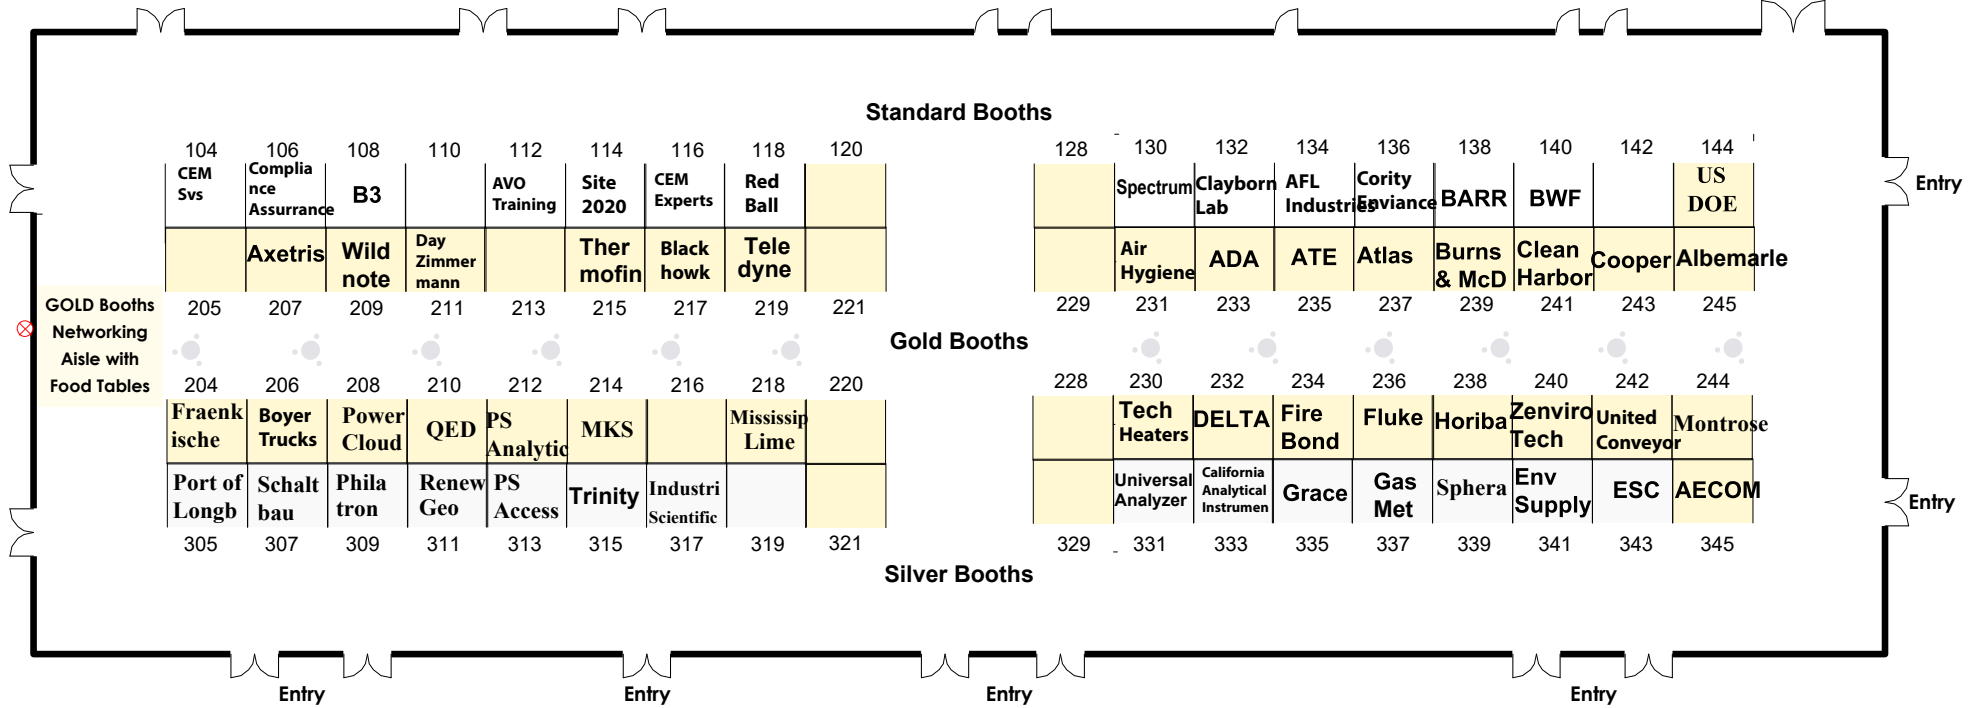 Standard Booths
104 106 108 110 112 114 116 118 120 128 130 132 134 136 138 140 142 144
CEM
Svs
Complia
nce
Assurrance
B3
AVO
Training
Site
2020
CEM
Experts
Red
Ball
Spectrum
Clayborn
Lab
AFL
Industries
Cority
Enviance
BARR
BWF
US
DOE
Entry
Axetris
Wild
note
Day
Zimmer
mann
Ther
mofin
Black
howk
Tele
dyne
Air
Hygiene
ADA
ATE
Atlas
Burns
& McD
Clean
Harbor
Cooper
Albemarle
205 207 209 211 213 215 217 219 221 229 231 233 235 237 239 241 243 245
GOLD Booths
Networking
Aisle with
Food Tables
Gold Booths
204 206 208 210 212 214 216 218 220 228 230 232 234 236 238 240 242 244
Fraenk
ische
Boyer
Trucks
Power
Cloud
QED
PS
Analytic
MKS
Mississip
Lime
Tech
Heaters
DELTA
Fire
Bond
Fluke
Horiba
Zenviro
Tech
United
Conveyor
Montrose
Port of
Longb
Schalt
bau
Phila
tron
Renew
Geo
PS
Access
Trinity
Industri
Scientific
Universal
Analyzer
California
Analytical
Instrumen
Grace
Gas
Met
Sphera
Env
Supply
ESC
AECOM
Entry
305 307 309 311 313 315 317 319 321 329 331 333 335 337 339 341 343 345
Silver Booths
Entry Entry Entry Entry